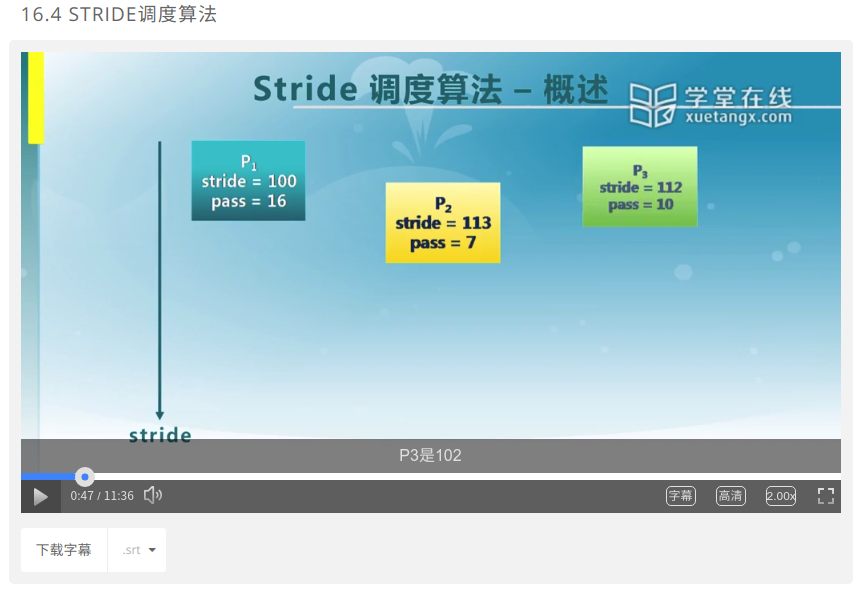 16.4 STRIDE调度算法
Stride 调度算法 – 概述
学堂在线
xuetangx.com
P₁
stride = 100
pass = 16
P₂
stride = 113
pass = 7
P₃
stride = 112
pass = 10
stride
P3是102
0:47 / 11:36
字幕
高清
2.00x
下载字幕
.srt